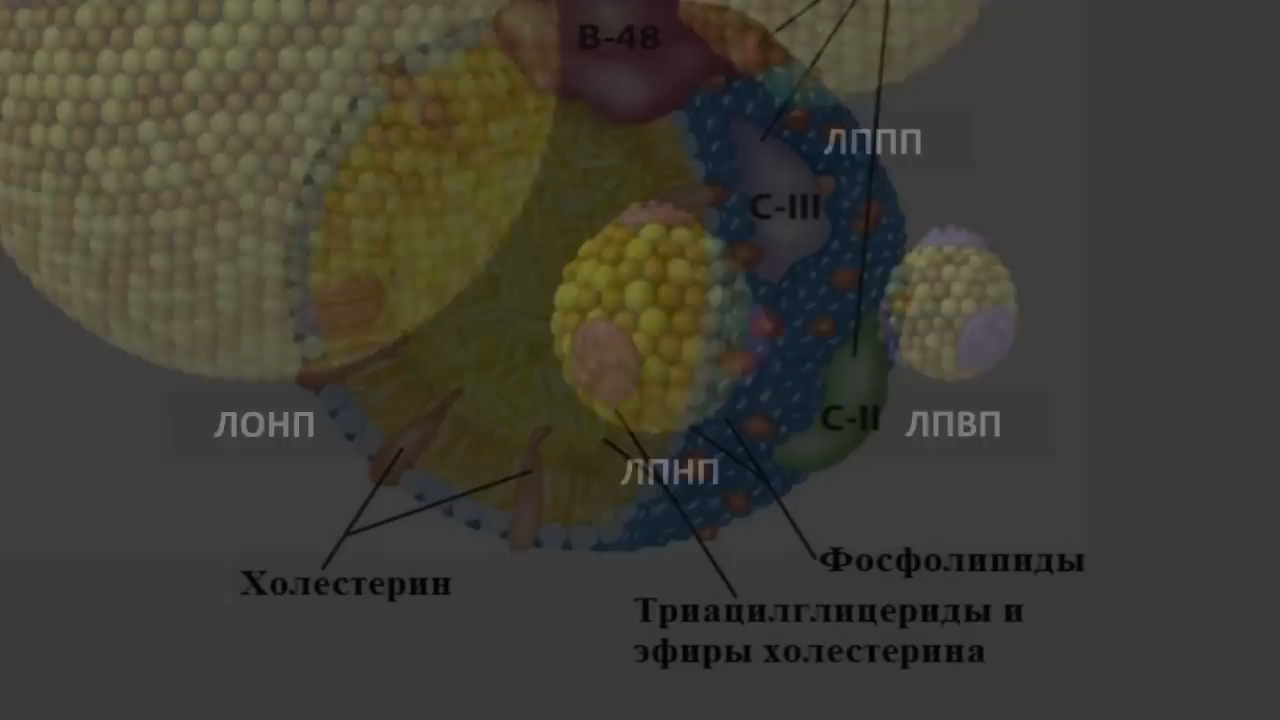 B-48
ЛППП
C-III
ЛОНП
C-II
ЛПВП
ЛПНП
Фосфолипиды
Холестерин
Триацилглицериды и
эфиры холестерина